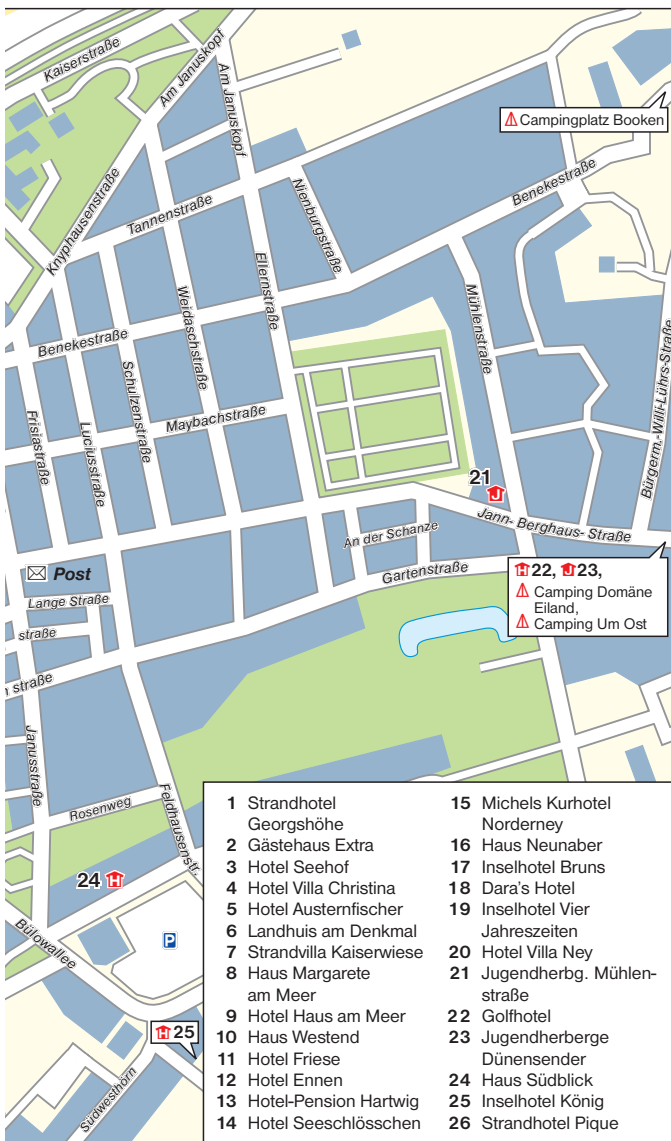 Kaiserstraße
Am Januskopf
Am Januskopf
Campingplatz Booken
Knyphausenstraße
Tannenstraße
Nienburgstraße
Benekestraße
Ellernstraße
Weidaschstraße
Mühlenstraße
Benekestraße
Schulzenstraße
Bürgerm.-Willi-Lührs-Straße
Maybachstraße
Frisiastraße
Luciusstraße
21
J
Jann- Berghaus- Straße
An der Schanze
Gartenstraße
Post
H 22, J 23,
Camping Domäne
Eiland,
Camping Um Ost
Lange Straße
straße
n straße
Janusstraße
Rosenweg
Feldhausenstr.
24 H
Bülowallee
P
H 25
Südwesthörn
1 Strandhotel
Georgshöhe
2 Gästehaus Extra
3 Hotel Seehof
4 Hotel Villa Christina
5 Hotel Austernfischer
6 Landhuis am Denkmal
7 Strandvilla Kaiserwiese
8 Haus Margarete
am Meer
9 Hotel Haus am Meer
10 Haus Westend
11 Hotel Friese
12 Hotel Ennen
13 Hotel-Pension Hartwig
14 Hotel Seeschlösschen
15 Michels Kurhotel
Norderney
16 Haus Neunaber
17 Inselhotel Bruns
18 Dara's Hotel
19 Inselhotel Vier
Jahreszeiten
20 Hotel Villa Ney
21 Jugendherbg. Mühlen-
straße
22 Golfhotel
23 Jugendherberge
Dünensender
24 Haus Südblick
25 Inselhotel König
26 Strandhotel Pique